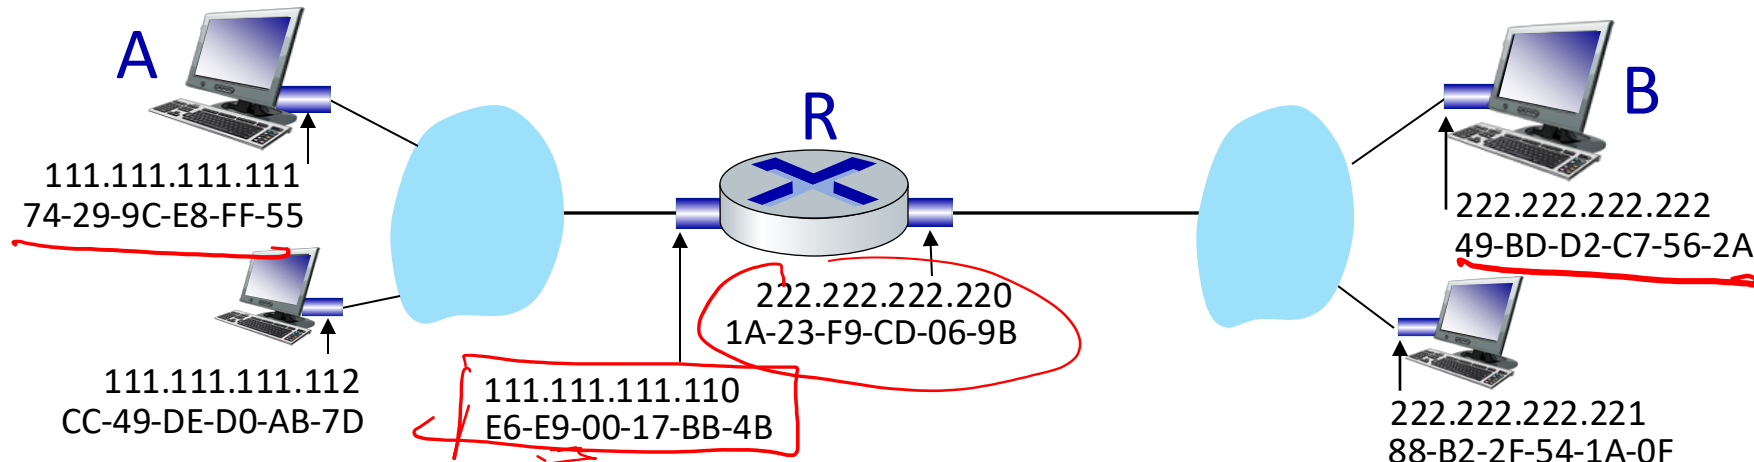 A
R
B
111.111.111.111
74-29-9C-E8-FF-55
222.222.222.222
49-BD-D2-C7-56-2A
222.222.222.220
1A-23-F9-CD-06-9B
111.111.111.112
CC-49-DE-D0-AB-7D
111.111.111.110
E6-E9-00-17-BB-4B
222.222.222.221
88-B2-2F-54-1A-0F